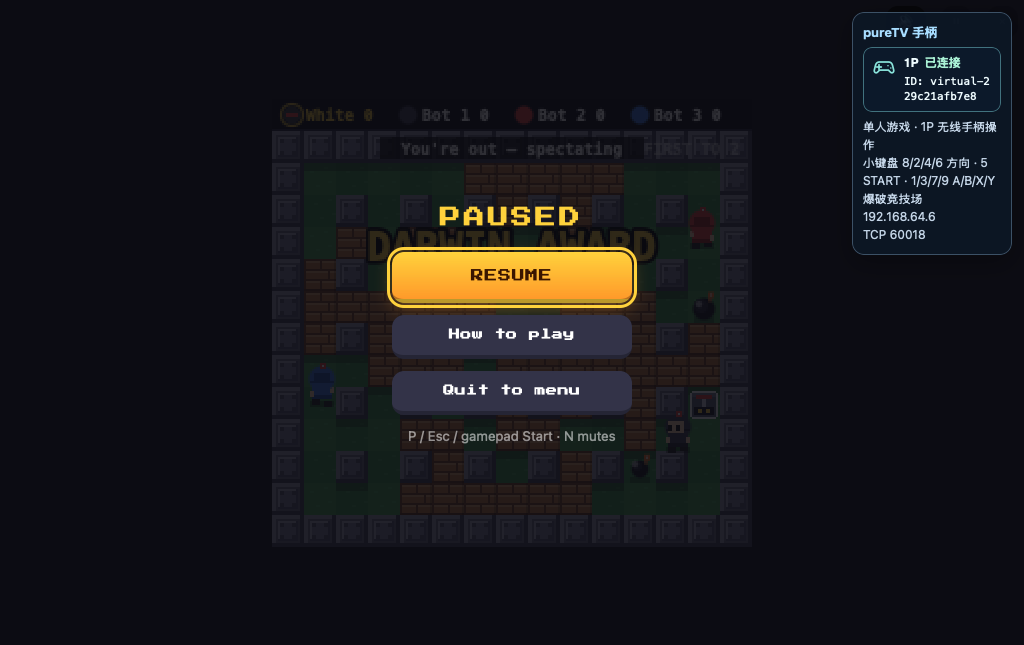 White 0 Bot 1 0 Bot 2 0 Bot 3 0
You're out — spectating FIRST TO 2
PAUSED
DARWIN AWARD
RESUME
How to play
Quit to menu
P / Esc / gamepad Start · N mutes
pureTV 手柄
1P 已连接
ID: virtual-2
29c21afb7e8
单人游戏 · 1P 无线手柄操
作
小键盘 8/2/4/6 方向 · 5
START · 1/3/7/9 A/B/X/Y
爆破竞技场
192.168.64.6
TCP 60018